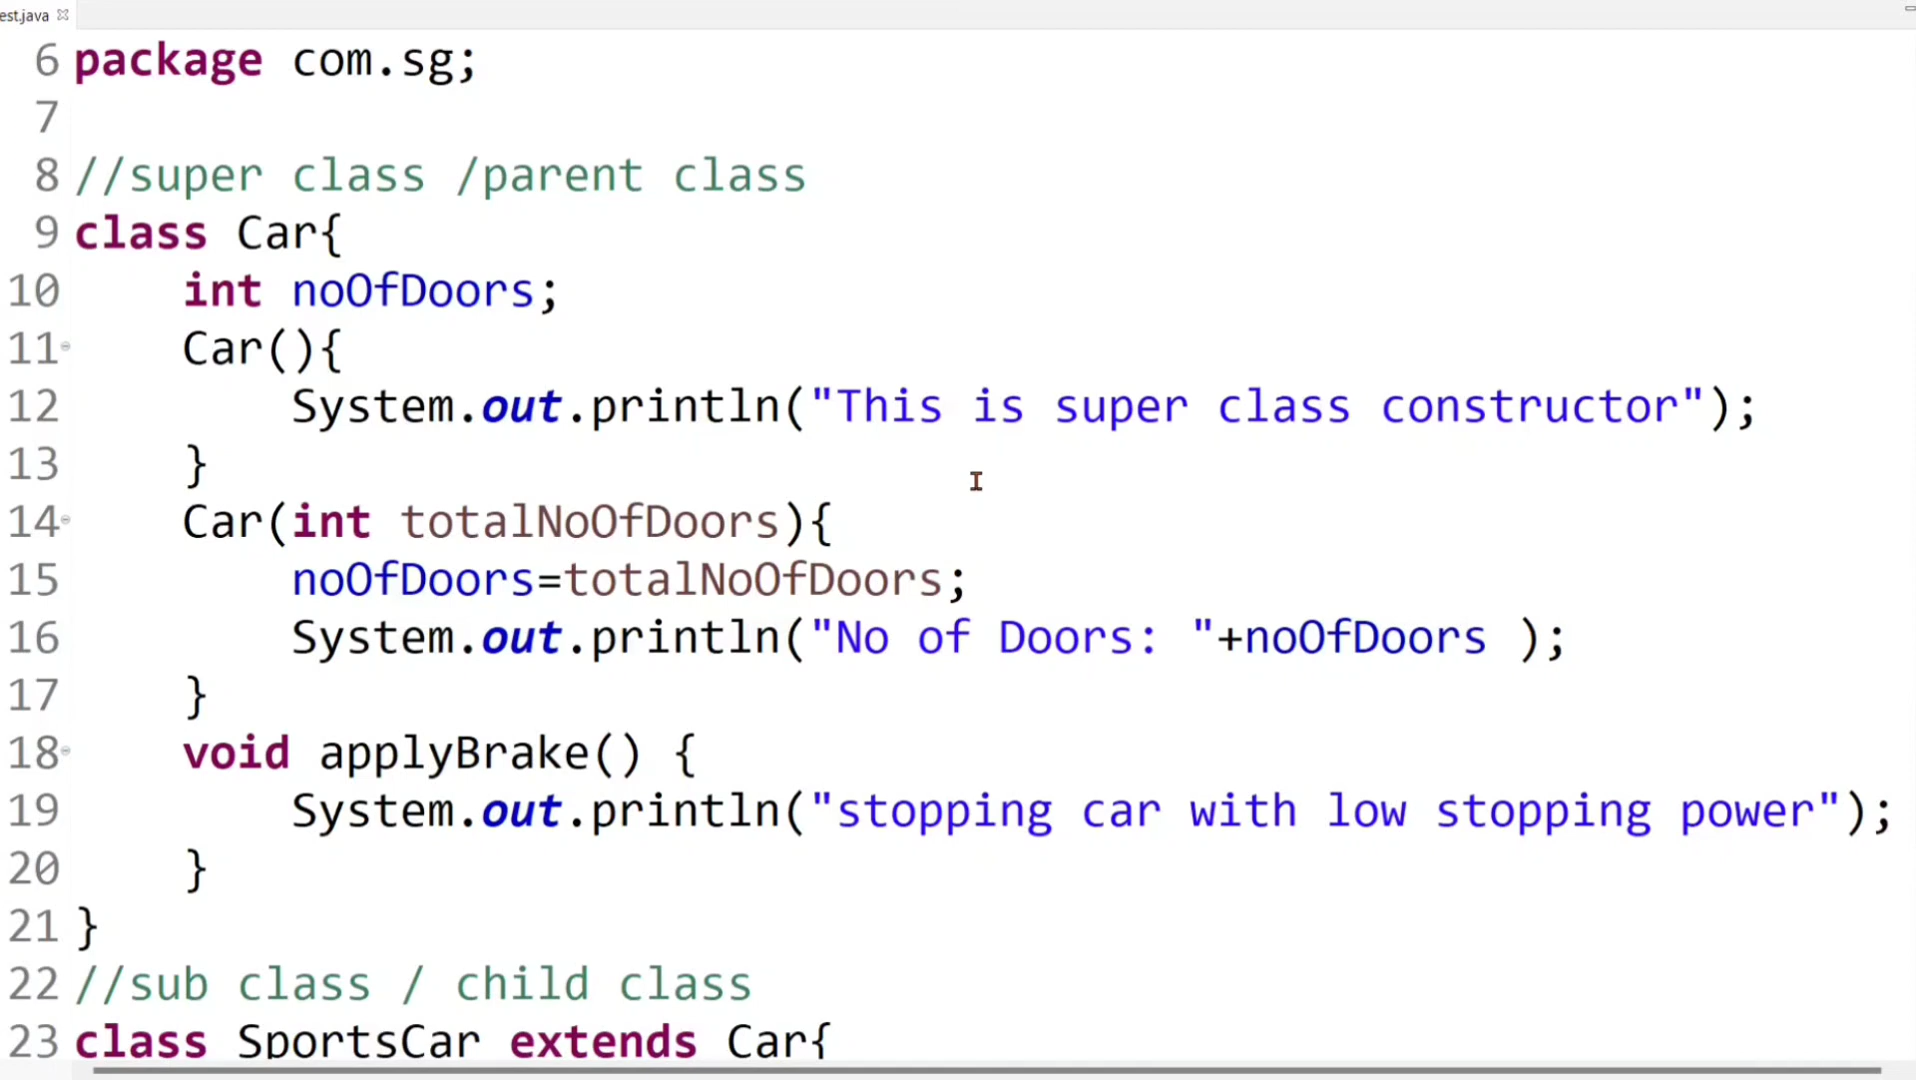 est.java
6 package com.sg;
7
8 //super class /parent class
9 class Car{
10 int noOfDoors;
11 Car(){
12 System.out.println("This is super class constructor");
13 }
14 Car(int totalNoOfDoors){
15 noOfDoors=totalNoOfDoors;
16 System.out.println("No of Doors: "+noOfDoors );
17 }
18 void applyBrake() {
19 System.out.println("stopping car with low stopping power");
20 }
21 }
22 //sub class / child class
23 class SportsCar extends Car{